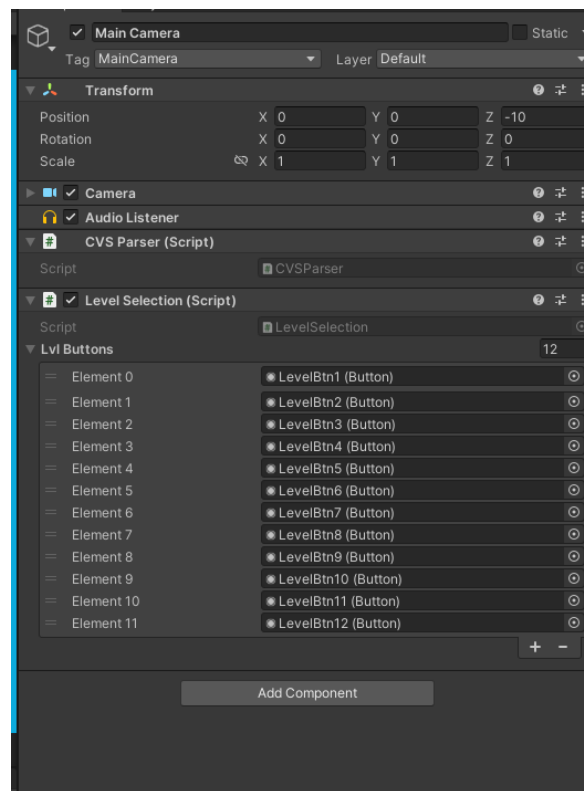 Main Camera Static
Tag MainCamera Layer Default
Transform
Position X 0 Y 0 Z -10
Rotation X 0 Y 0 Z 0
Scale X 1 Y 1 Z 1
Camera
Audio Listener
# CVS Parser (Script)
Script # CVSParser
# Level Selection (Script)
Script # LevelSelection
Lvl Buttons 12
Element 0 LevelBtn1 (Button)
Element 1 LevelBtn2 (Button)
Element 2 LevelBtn3 (Button)
Element 3 LevelBtn4 (Button)
Element 4 LevelBtn5 (Button)
Element 5 LevelBtn6 (Button)
Element 6 LevelBtn7 (Button)
Element 7 LevelBtn8 (Button)
Element 8 LevelBtn9 (Button)
Element 9 LevelBtn10 (Button)
Element 10 LevelBtn11 (Button)
Element 11 LevelBtn12 (Button)
+ −
Add Component